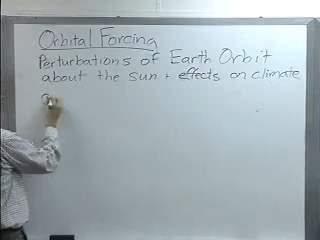 Orbital Forcing
Perturbations of Earth Orbit
about the sun + effects on climate